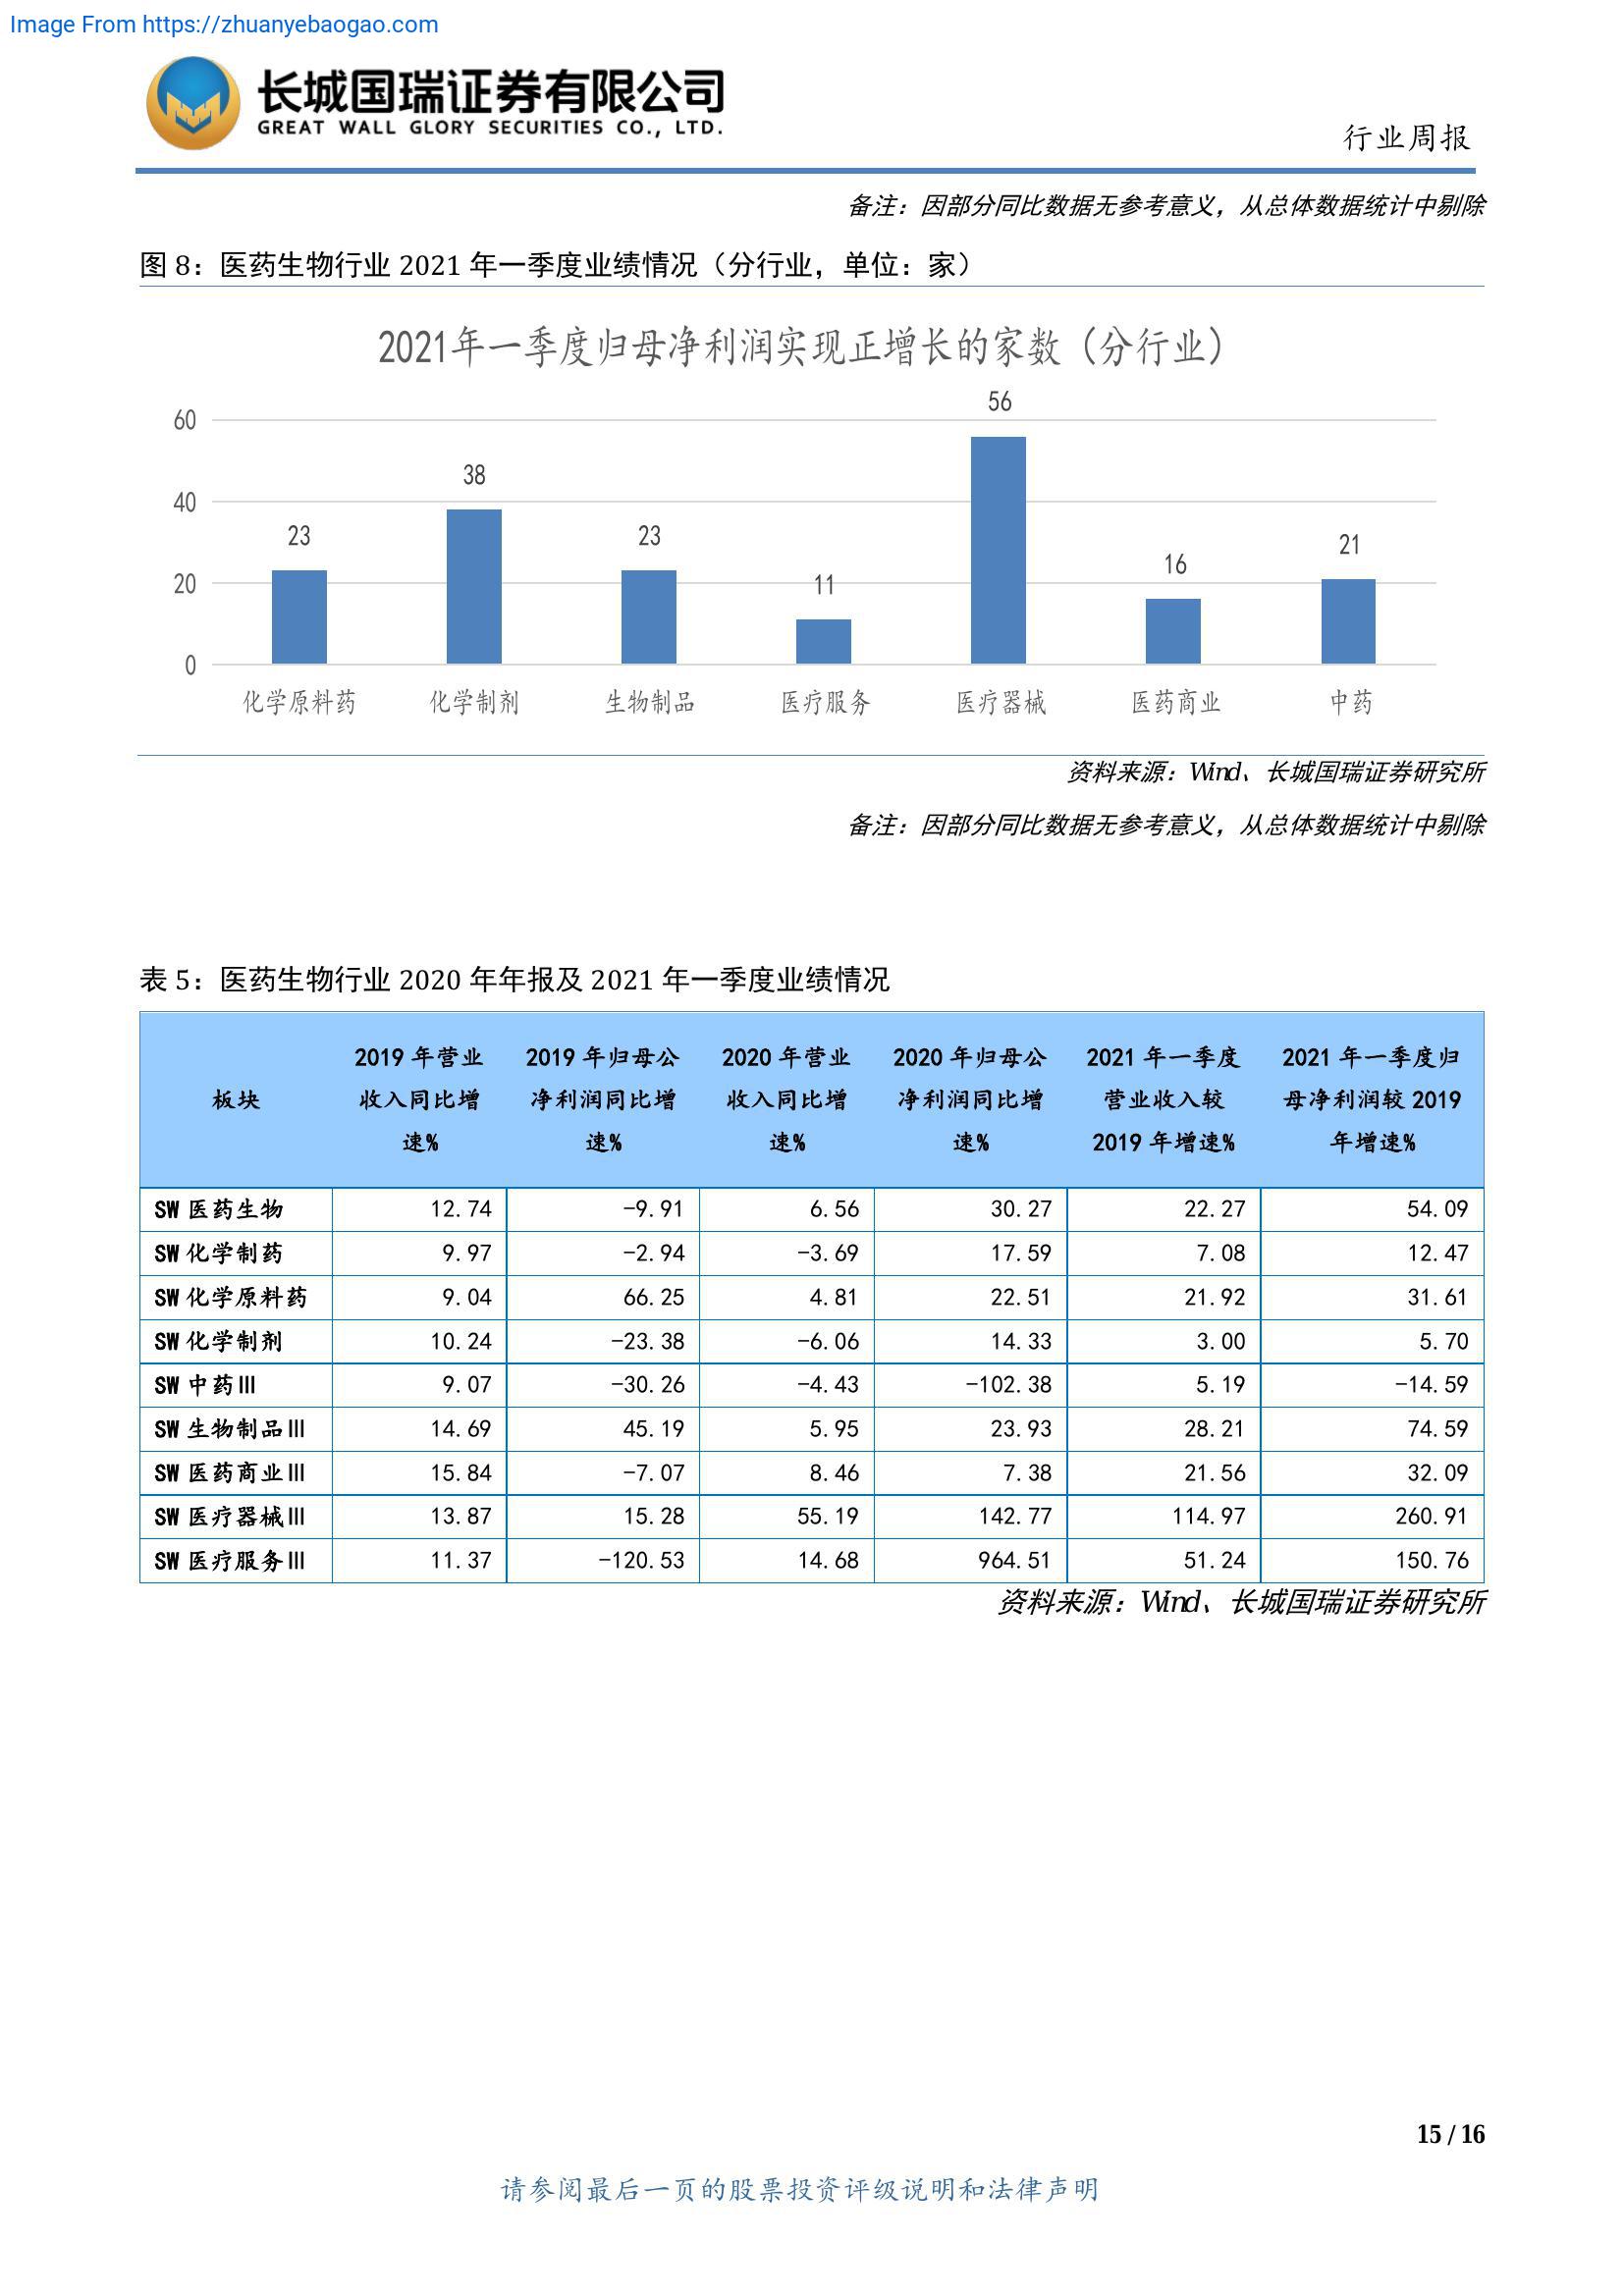 Image From https://zhuanyebaogao.com
长城国瑞证券有限公司
GREAT WALL GLORY SECURITIES CO., LTD.
行业周报
备注：因部分同比数据无参考意义，从总体数据统计中剔除
图 8：医药生物行业 2021 年一季度业绩情况（分行业，单位：家）
2021年一季度归母净利润实现正增长的家数（分行业）
60
40
20
0
23
38
23
11
56
16
21
化学原料药 化学制剂 生物制品 医疗服务 医疗器械 医药商业 中药
资料来源：Wind、长城国瑞证券研究所
备注：因部分同比数据无参考意义，从总体数据统计中剔除
表 5：医药生物行业 2020 年年报及 2021 年一季度业绩情况
板块
2019 年营业
收入同比增
速%
2019 年归母公
净利润同比增
速%
2020 年营业
收入同比增
速%
2020 年归母公
净利润同比增
速%
2021 年一季度
营业收入较
2019 年增速%
2021 年一季度归
母净利润较 2019
年增速%
SW 医药生物 12.74 -9.91 6.56 30.27 22.27 54.09
SW 化学制药 9.97 -2.94 -3.69 17.59 7.08 12.47
SW 化学原料药 9.04 66.25 4.81 22.51 21.92 31.61
SW 化学制剂 10.24 -23.38 -6.06 14.33 3.00 5.70
SW 中药Ⅲ 9.07 -30.26 -4.43 -102.38 5.19 -14.59
SW 生物制品Ⅲ 14.69 45.19 5.95 23.93 28.21 74.59
SW 医药商业Ⅲ 15.84 -7.07 8.46 7.38 21.56 32.09
SW 医疗器械Ⅲ 13.87 15.28 55.19 142.77 114.97 260.91
SW 医疗服务Ⅲ 11.37 -120.53 14.68 964.51 51.24 150.76
资料来源：Wind、长城国瑞证券研究所
15 / 16
请参阅最后一页的股票投资评级说明和法律声明